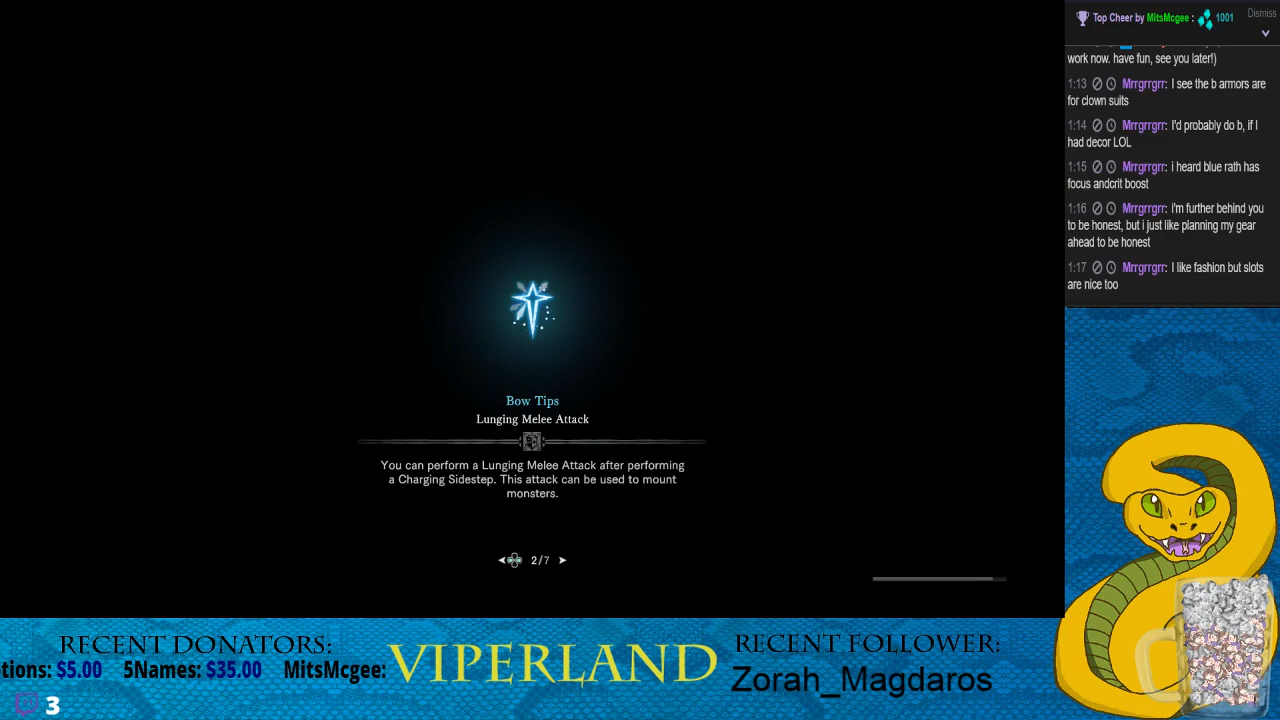 Top Cheer by MitsMcgee : 1001
Dismiss
work now. have fun, see you later!)
1:13 Mrrgrrgrr: I see the b armors are
for clown suits
1:14 Mrrgrrgrr: I'd probably do b, if I
had decor LOL
1:15 Mrrgrrgrr: i heard blue rath has
focus andcrit boost
1:16 Mrrgrrgrr: i'm further behind you
to be honest, but i just like planning my gear
ahead to be honest
1:17 Mrrgrrgrr: I like fashion but slots
are nice too
Bow Tips
Lunging Melee Attack
You can perform a Lunging Melee Attack after performing
a Charging Sidestep. This attack can be used to mount
monsters.
2/7
RECENT DONATORS:
tions: $5.00 5Names: $35.00 MitsMcgee:
VIPERLAND
RECENT FOLLOWER:
Zorah_Magdaros
3